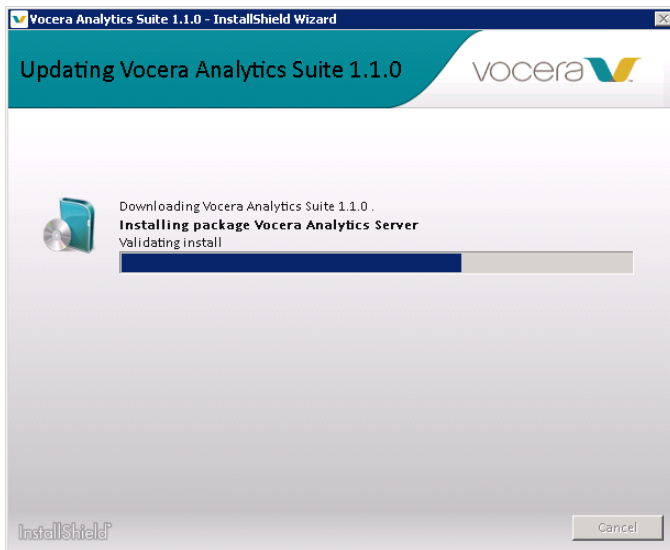 Vocera Analytics Suite 1.1.0 - InstallShield Wizard
Updating Vocera Analytics Suite 1.1.0
vocera
Downloading Vocera Analytics Suite 1.1.0 .
Installing package Vocera Analytics Server
Validating install
InstallShield
Cancel